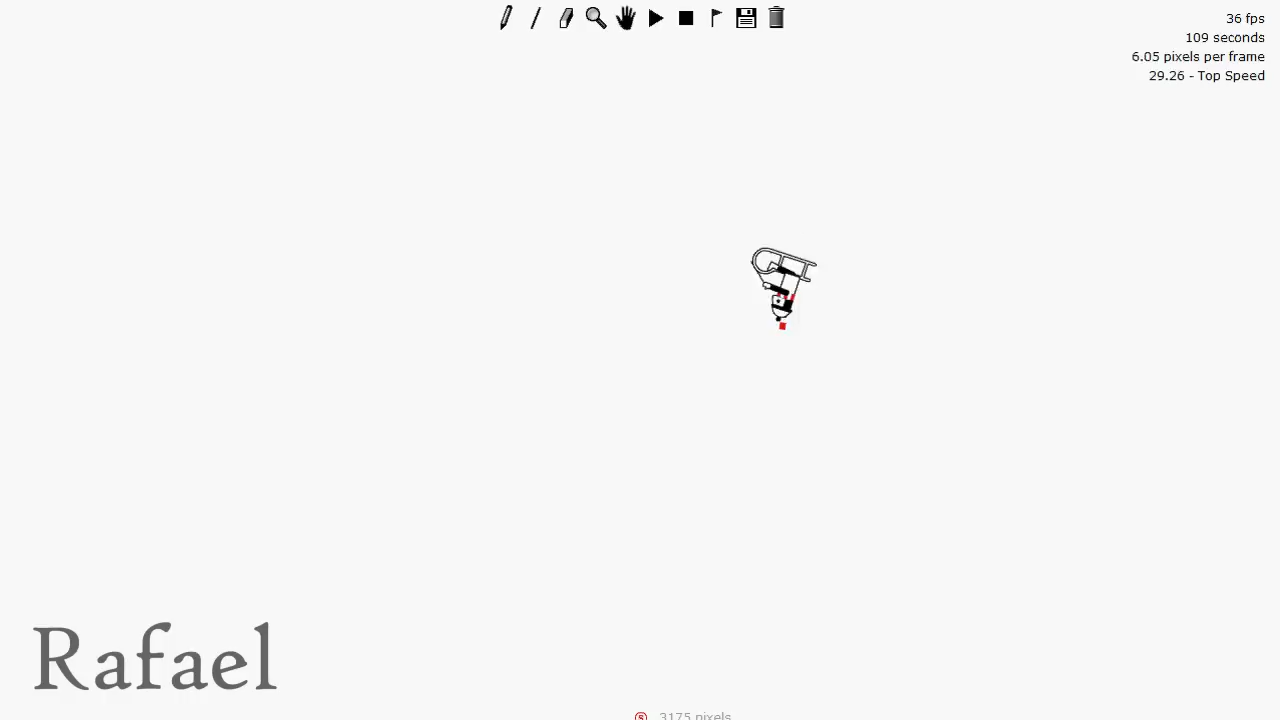 36 fps
109 seconds
6.05 pixels per frame
29.26 - Top Speed
Rafael
S 3175 pixels